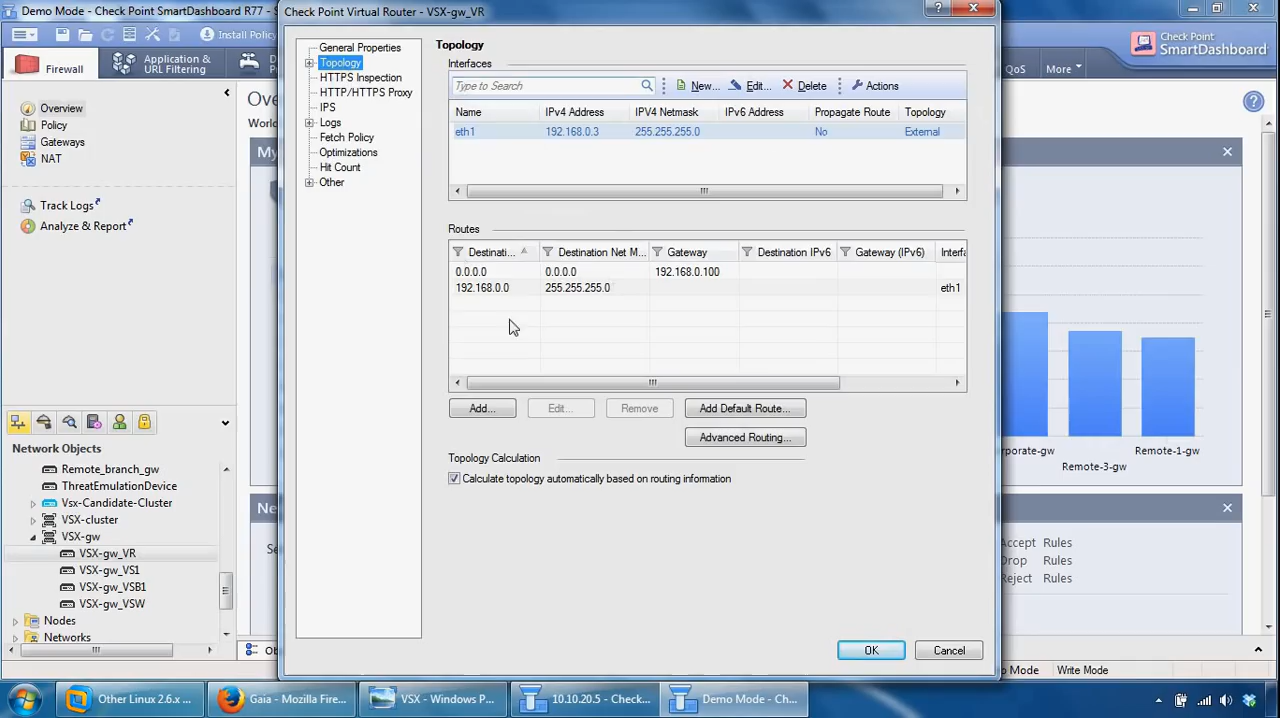 Demo Mode - Check Point SmartDashboard R77
Install Policy
Firewall
Application &
URL Filtering
QoS
More
Check Point
SmartDashboard
Overview
Policy
Gateways
NAT
Track Logs
Analyze & Report
Network Objects
Remote_branch_gw
ThreatEmulationDevice
Vsx-Candidate-Cluster
VSX-cluster
VSX-gw
VSX-gw_VR
VSX-gw_VS1
VSX-gw_VSB1
VSX-gw_VSW
Nodes
Networks
Check Point Virtual Router - VSX-gw_VR
General Properties
Topology
HTTPS Inspection
HTTP/HTTPS Proxy
IPS
Logs
Fetch Policy
Optimizations
Hit Count
Other
Topology
Interfaces
Type to Search
New... Edit... Delete Actions
Name IPv4 Address IPV4 Netmask IPv6 Address Propagate Route Topology
eth1 192.168.0.3 255.255.255.0 No External
Routes
Destinati... Destination Net M... Gateway Destination IPv6 Gateway (IPv6) Interfa
0.0.0.0 0.0.0.0 192.168.0.100
192.168.0.0 255.255.255.0 eth1
Add... Edit... Remove Add Default Route...
Advanced Routing...
Topology Calculation
Calculate topology automatically based on routing information
OK Cancel
Remote-3-gw
Remote-1-gw
Accept Rules
Drop Rules
Reject Rules
Write Mode
Other Linux 2.6.x ... Gaia - Mozilla Firef... VSX - Windows P... 10.10.20.5 - Check... Demo Mode - Ch...